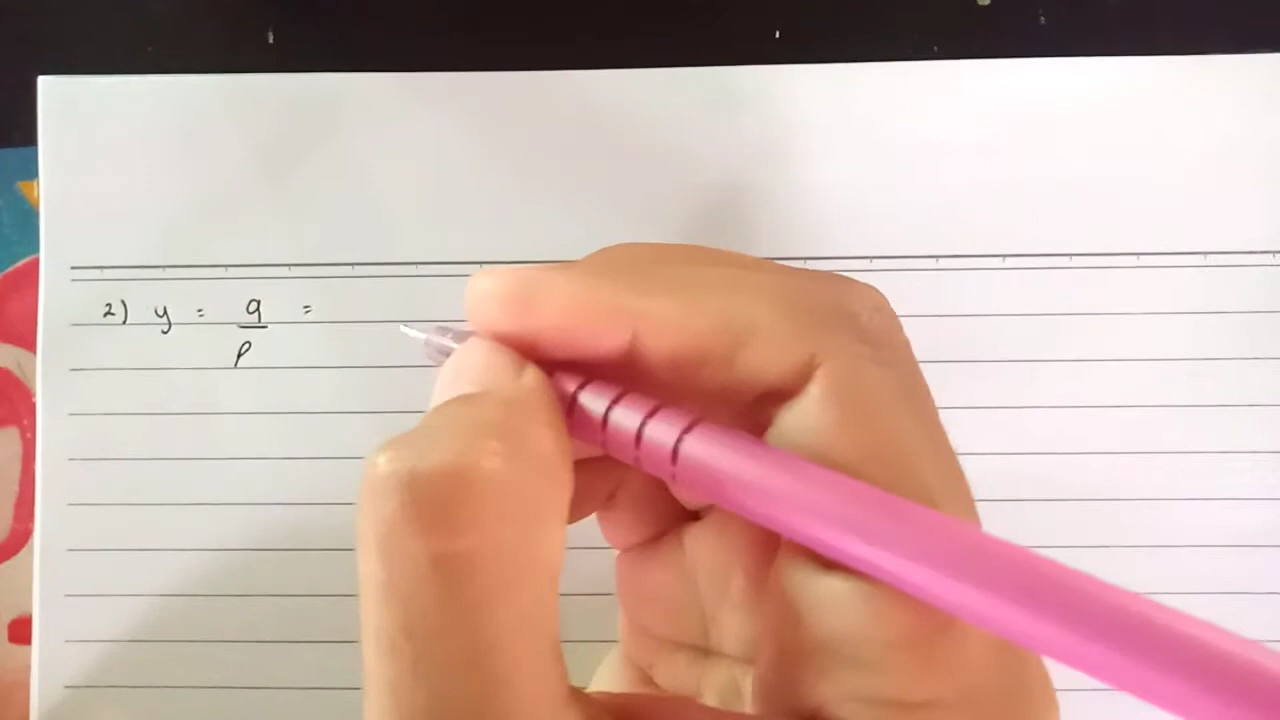 2) y = q/p =